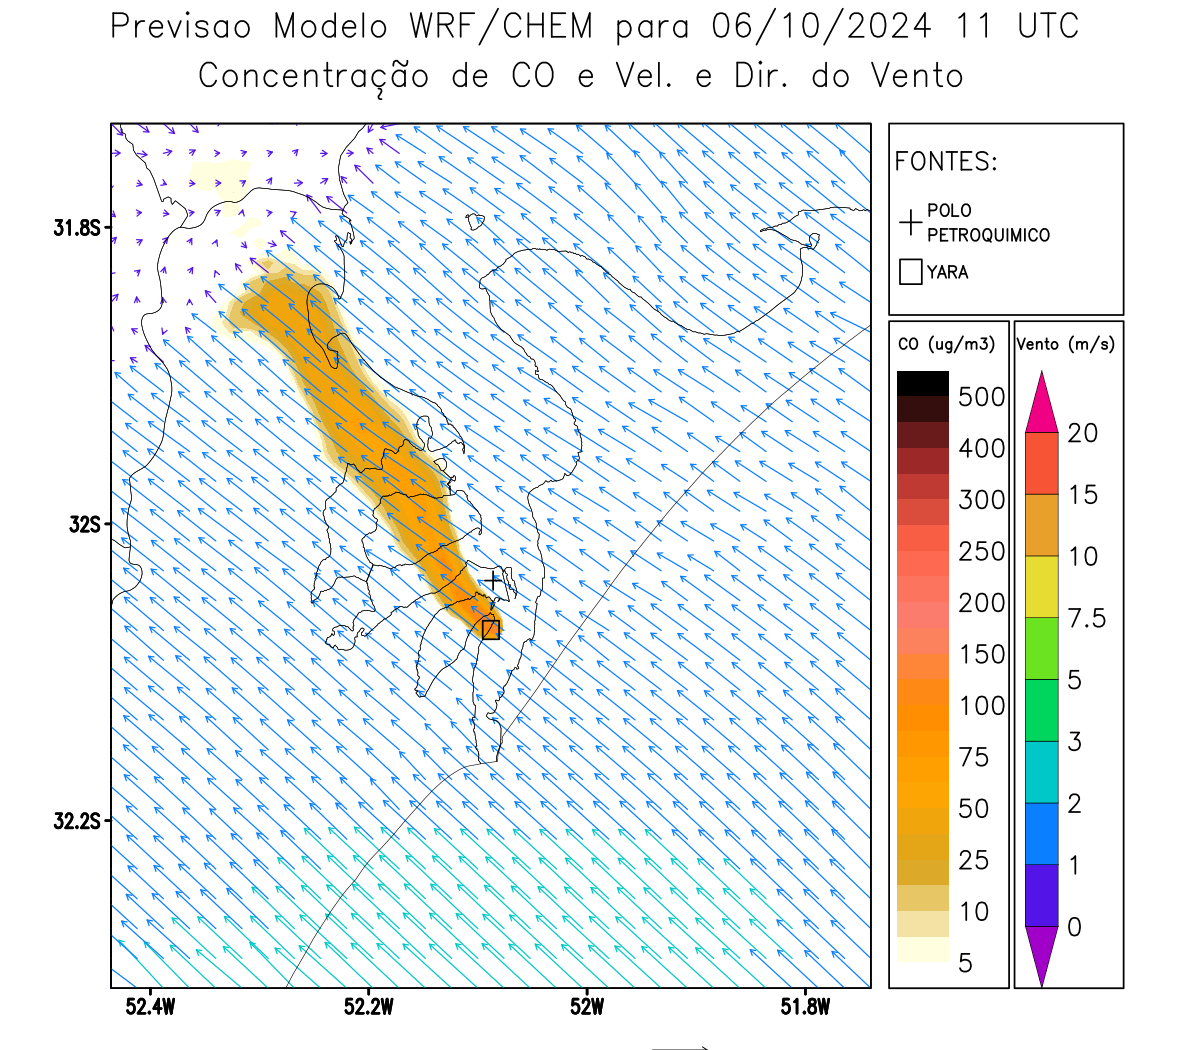 Previsao Modelo WRF/CHEM para 06/10/2024 11 UTC
Concentração de CO e Vel. e Dir. do Vento
FONTES:
POLO
PETROQUIMICO
YARA
CO (ug/m3)
500
400
300
250
200
150
100
75
50
25
10
5
Vento (m/s)
20
15
10
7.5
5
3
2
1
0
31.8S
32S
32.2S
52.4W 52.2W 52W 51.8W